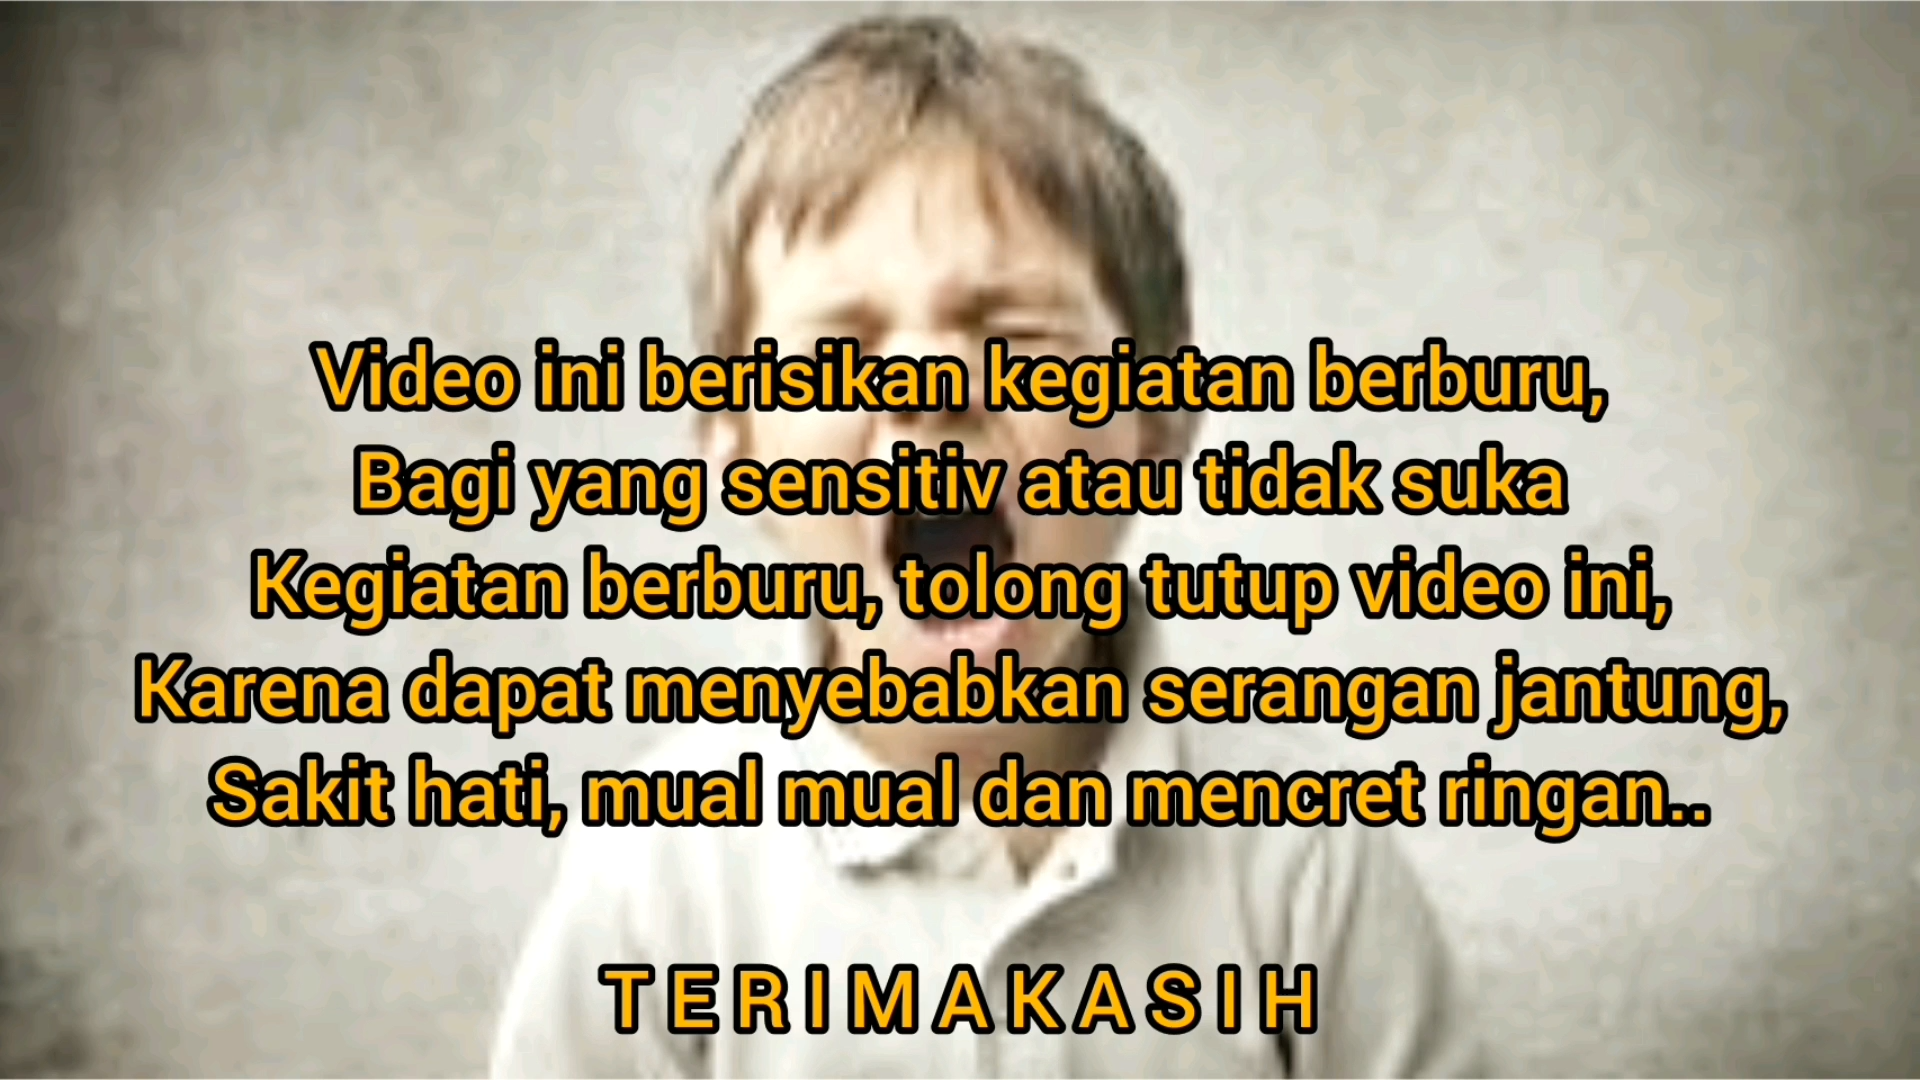 Video ini berisikan kegiatan berburu,
Bagi yang sensitiv atau tidak suka
Kegiatan berburu, tolong tutup video ini,
Karena dapat menyebabkan serangan jantung,
Sakit hati, mual mual dan mencret ringan..
TERIMAKASIH